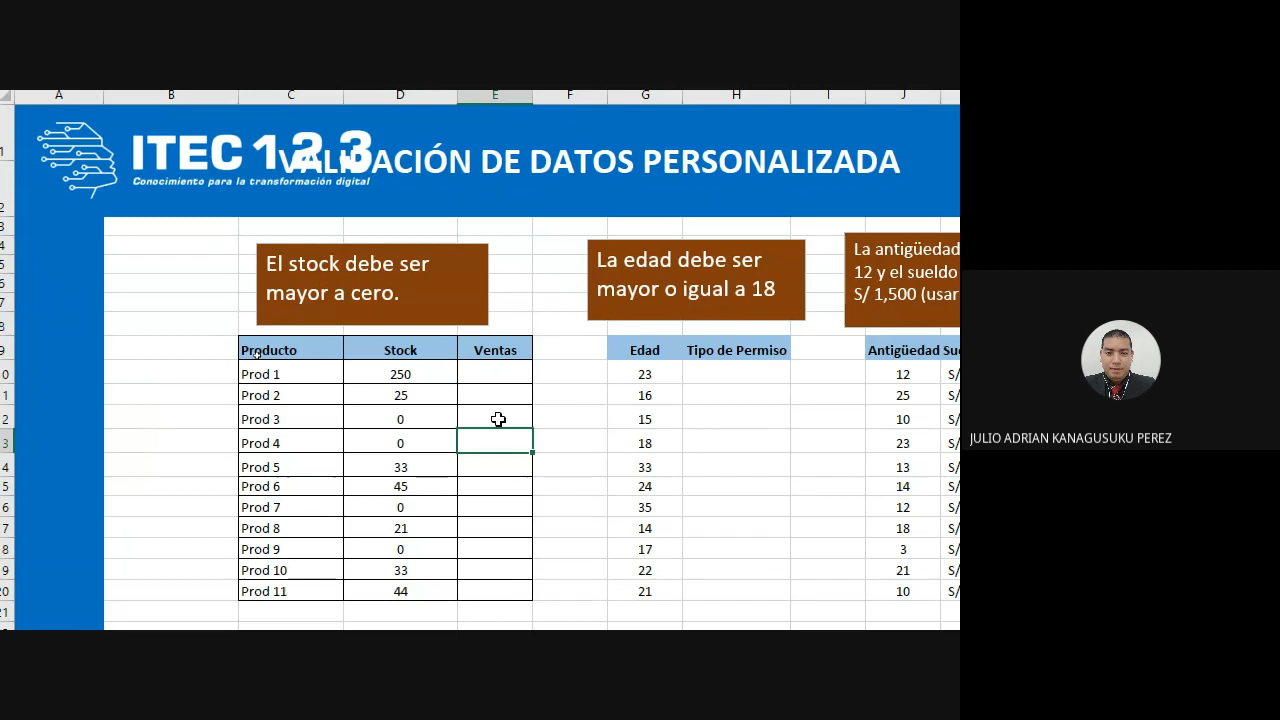 A B C D E F G H I J
ITEC 123
Conocimiento para la transformación digital
VALIDACIÓN DE DATOS PERSONALIZADA
El stock debe ser
mayor a cero.
La edad debe ser
mayor o igual a 18
La antigüedad
12 y el sueldo
S/ 1,500 (usar
Producto Stock Ventas Edad Tipo de Permiso Antigüedad Sue
Prod 1 250 23 12 S/
Prod 2 25 16 25 S/
Prod 3 0 15 10 S/
Prod 4 0 18 23 S/
Prod 5 33 33 13 S/
Prod 6 45 24 14 S/
Prod 7 0 35 12 S/
Prod 8 21 14 18 S/
Prod 9 0 17 3 S/
Prod 10 33 22 21 S/
Prod 11 44 21 10 S/
JULIO ADRIAN KANAGUSUKU PEREZ